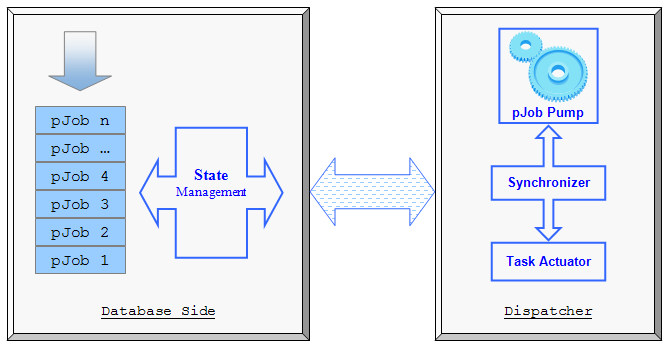 pJob n
pJob …
pJob 4
pJob 3
pJob 2
pJob 1
State
Management
Database Side
pJob Pump
Synchronizer
Task Actuator
Dispatcher